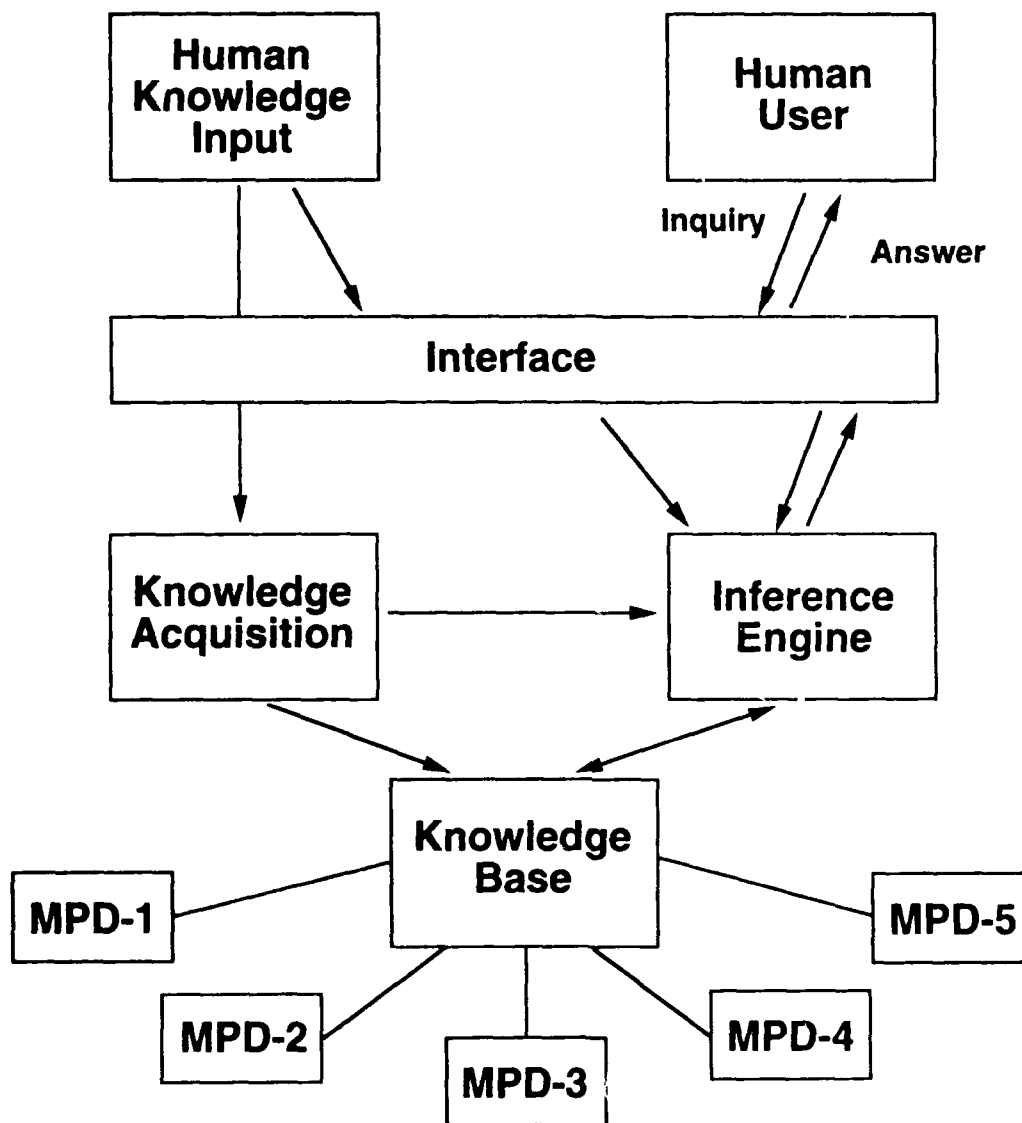 Human
Knowledge
Input
Human
User
Inquiry
Answer
Interface
Knowledge
Acquisition
Inference
Engine
Knowledge
Base
MPD-1
MPD-5
MPD-2
MPD-4
MPD-3